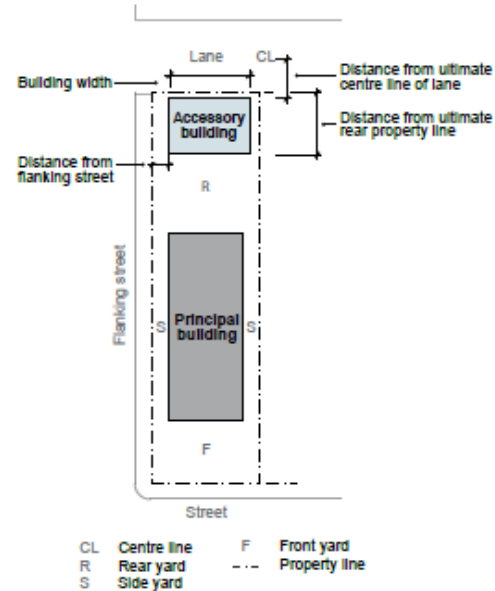 Lane
CL
Building width
Distance from ultimate
centre line of lane
Accessory
building
Distance from ultimate
rear property line
Distance from
flanking street
R
Flanking street
S
Principal
building
S
F
Street
CL Centre line
F Front yard
R Rear yard
Property line
S Side yard